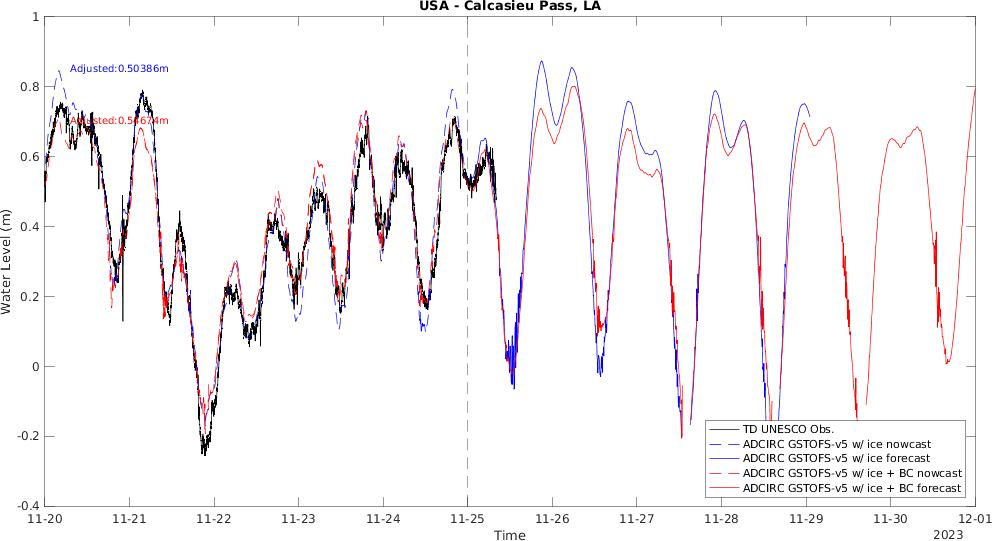 USA - Calcasieu Pass, LA
Adjusted:0.50386m
Adjusted:0.54674m
Water Level (m)
1
0.8
0.6
0.4
0.2
0
-0.2
-0.4
TD UNESCO Obs.
ADCIRC GSTOFS-v5 w/ ice nowcast
ADCIRC GSTOFS-v5 w/ ice forecast
ADCIRC GSTOFS-v5 w/ ice + BC nowcast
ADCIRC GSTOFS-v5 w/ ice + BC forecast
11-20 11-21 11-22 11-23 11-24 11-25 11-26 11-27 11-28 11-29 11-30 12-01
Time
2023